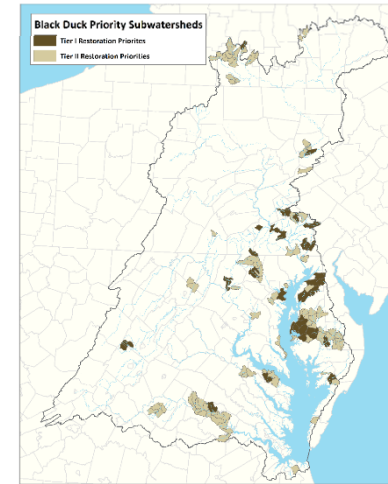 Black Duck Priority Subwatersheds
Tier I Restoration Priorites
Tier II Restoration Priorities